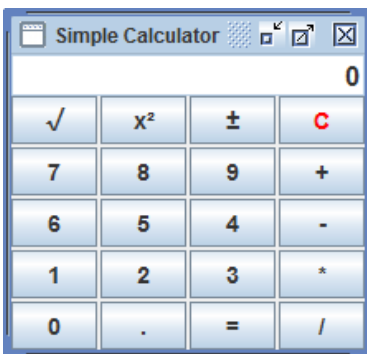 Simple Calculator
0
√ x² ± C
7 8 9 +
6 5 4 -
1 2 3 *
0 . = /